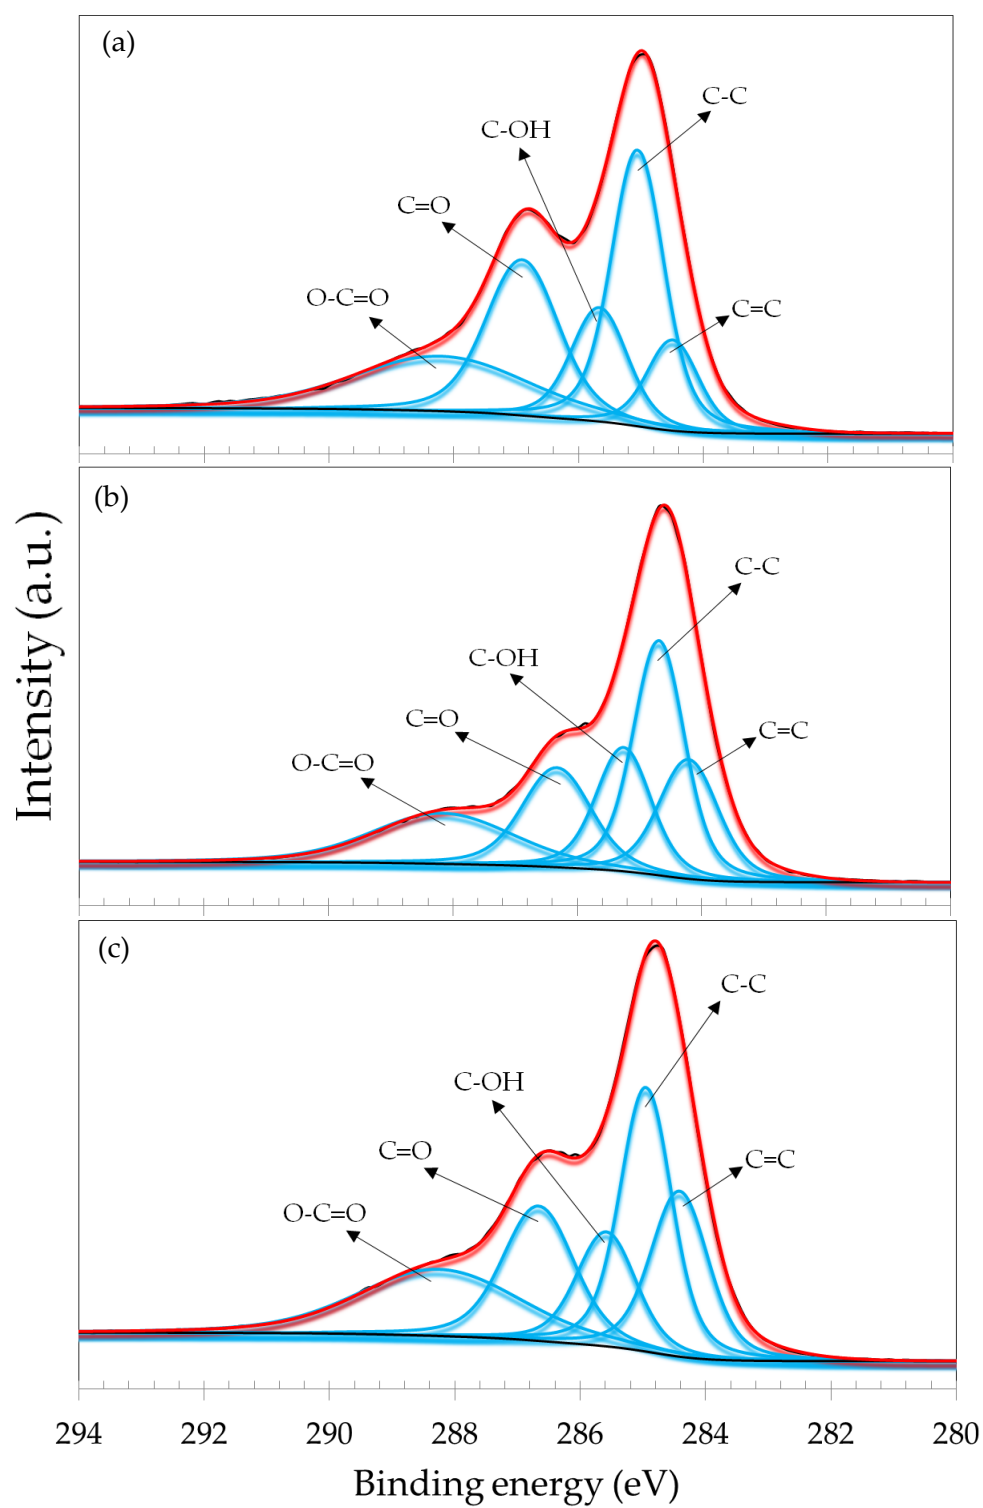 (a)
C-C
C-OH
C=O
O-C=O
C=C
(b)
C-C
C-OH
C=O
C=C
O-C=O
Intensity (a.u.)
(c)
C-C
C-OH
C=O
C=C
O-C=O
294 292 290 288 286 284 282 280
Binding energy (eV)